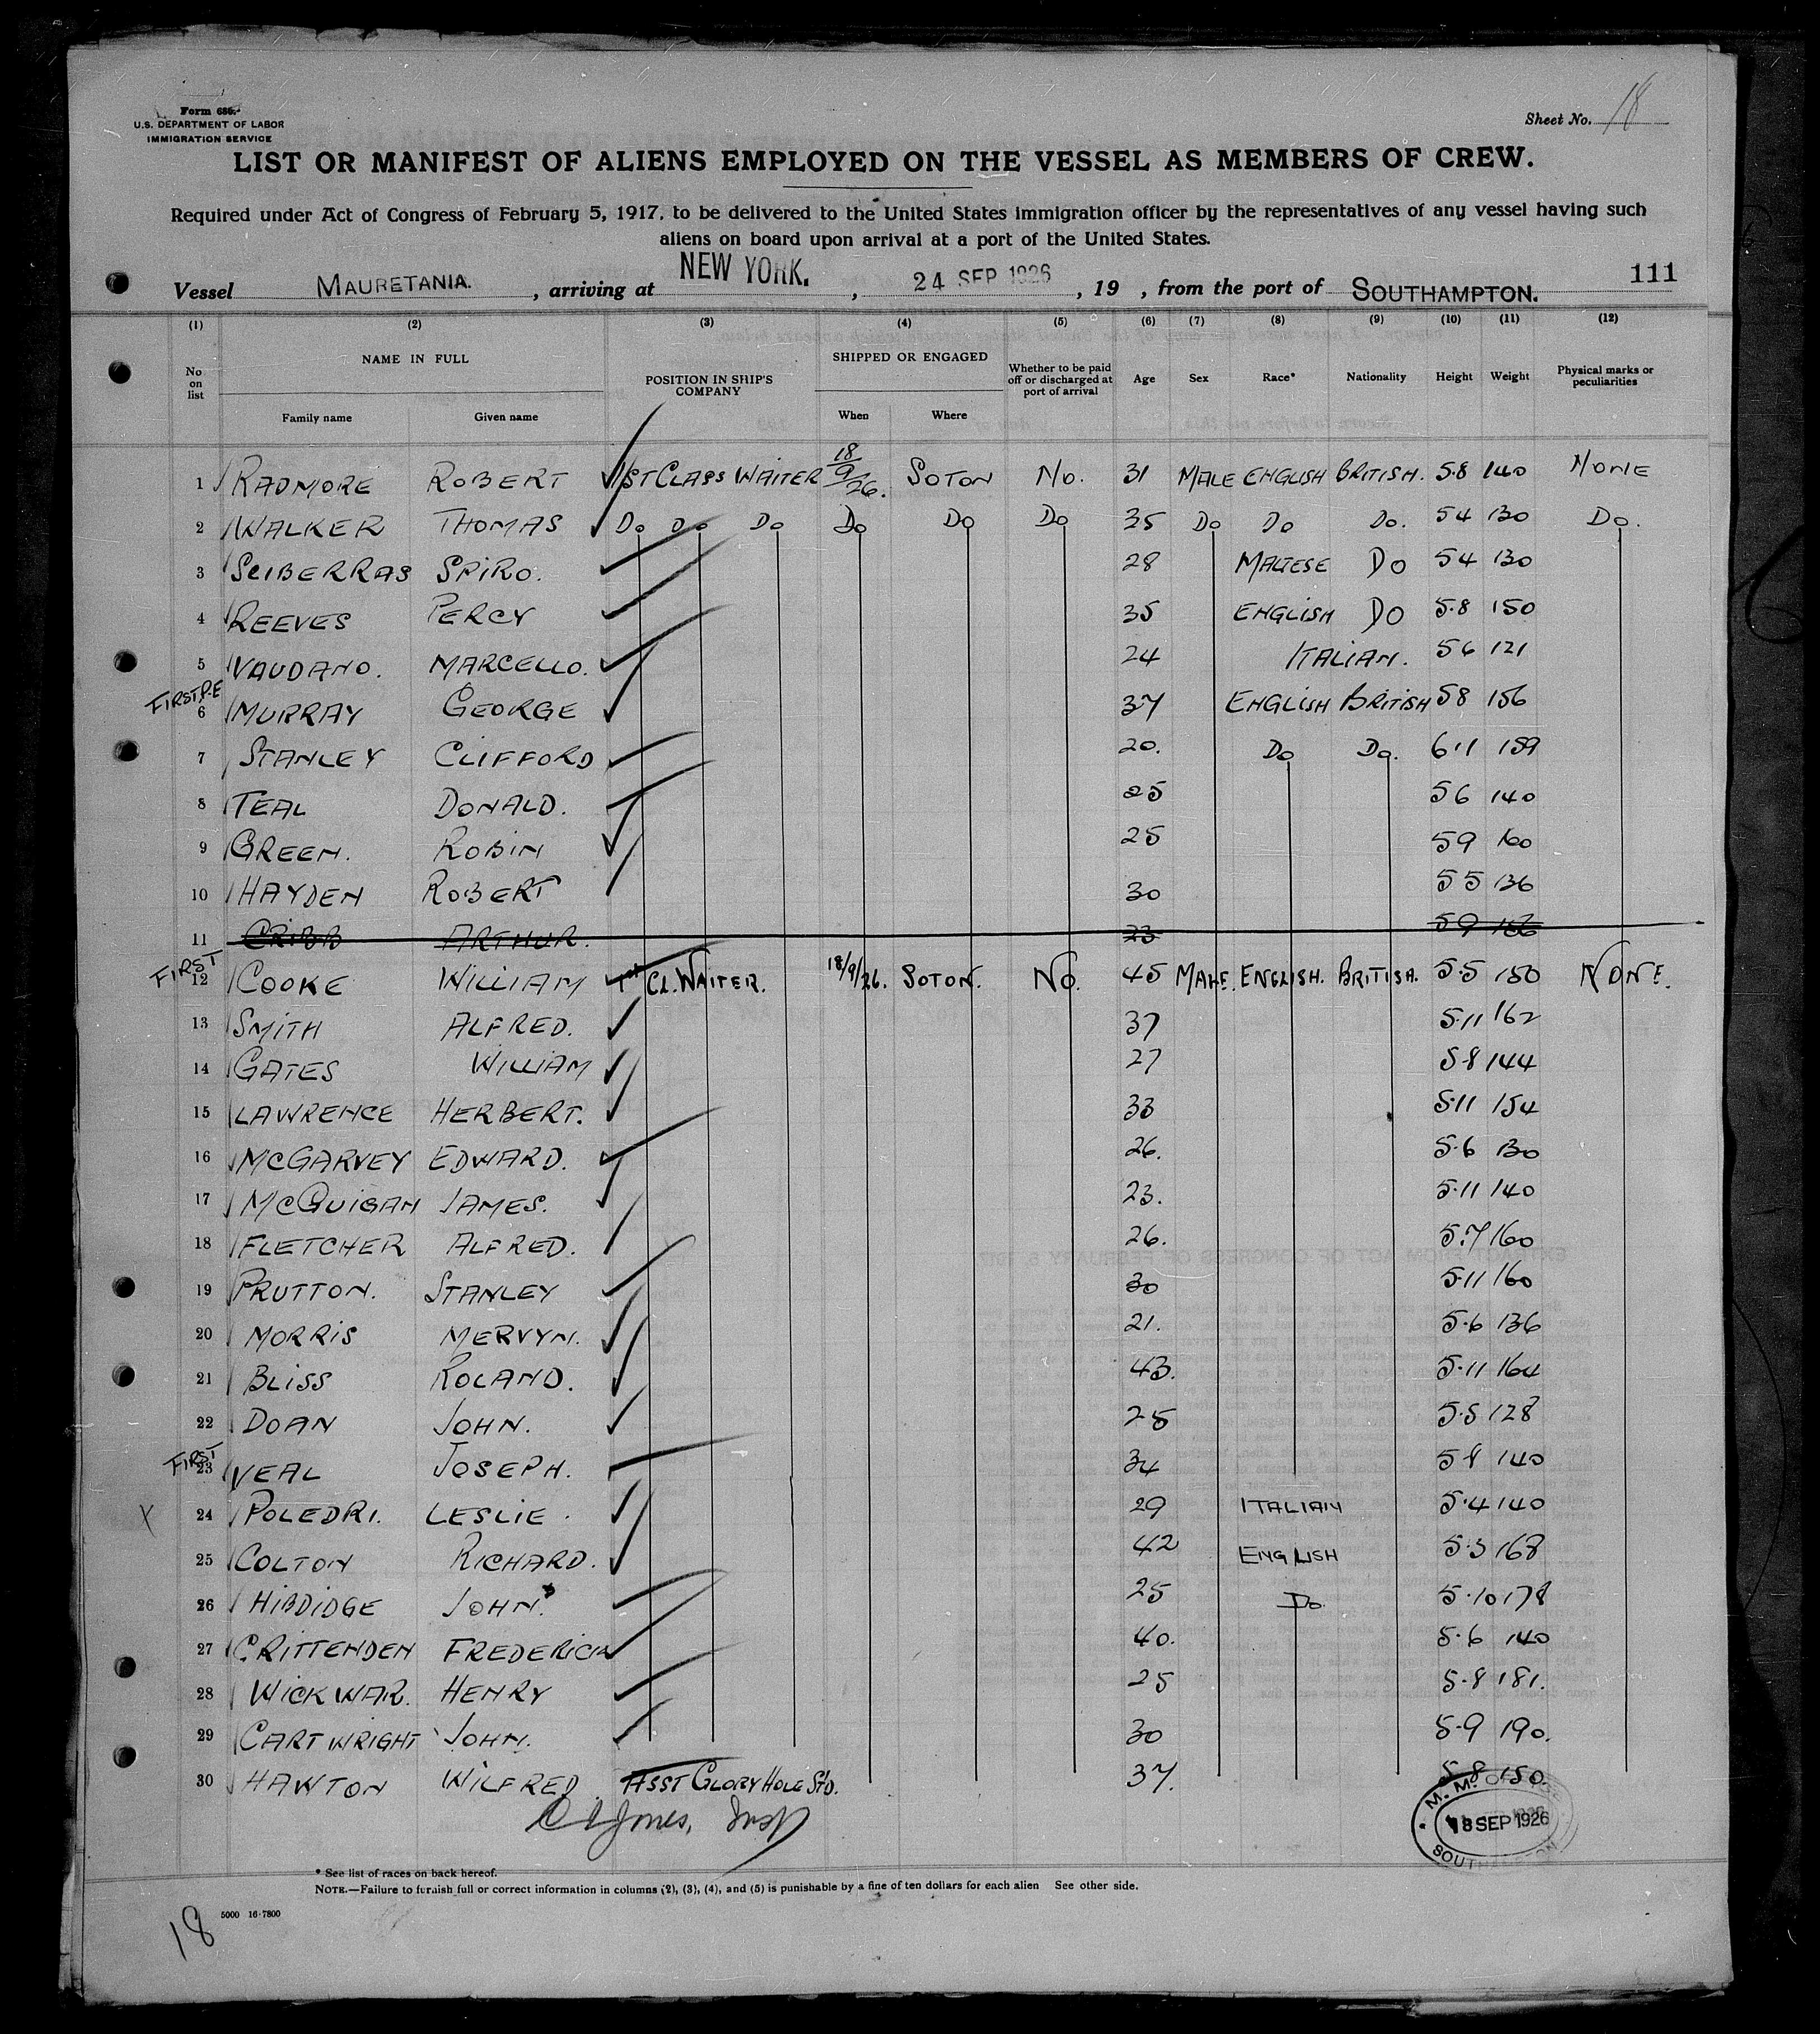 Form 686.
U.S. DEPARTMENT OF LABOR
IMMIGRATION SERVICE
Sheet No. 18
LIST OR MANIFEST OF ALIENS EMPLOYED ON THE VESSEL AS MEMBERS OF CREW.
Required under Act of Congress of February 5, 1917, to be delivered to the United States immigration officer by the representatives of any vessel having such
aliens on board upon arrival at a port of the United States.
111
Vessel MAURETANIA. , arriving at NEW YORK. , 24 SEP 1926 , 19 , from the port of SOUTHAMPTON.
(1) (2) (3) (4) (5) (6) (7) (8) (9) (10) (11) (12)
No on list NAME IN FULL POSITION IN SHIP'S COMPANY SHIPPED OR ENGAGED Whether to be paid off or discharged at port of arrival Age Sex Race* Nationality Height Weight Physical marks or peculiarities
Family name Given name When Where
1 RADMORE ROBERT 1ST CLASS WAITER 18/9/26. SOTON No. 31 MALE ENGLISH BRITISH. 5.8 140 NONE
2 WALKER THOMAS Do Do Do Do Do Do 35 Do Do Do. 5 4 130 Do.
3 SCIBERRAS SPIRO. 28 MALTESE DO 5 4 130
4 REEVES PERCY 35 ENGLISH DO 5.8 150
5 VAUDANO. MARCELLO. 24 ITALIAN. 5 6 121
FIRST P.E
6 MURRAY GEORGE 37 ENGLISH BRITISH 5 8 156
7 STANLEY CLIFFORD 20. Do Do. 6.11 159
8 TEAL DONALD. 25 5 6 140
9 GREEN. ROBIN 25 5 9 160
10 HAYDEN ROBERT 30 5 5 136
11 CRIBB ARTHUR. 23 5 9 156
FIRST
12 COOKE WILLIAM 1st CL. WAITER. 18/9/26. SOTON. NO. 45 MALE. ENGLISH. BRITISH. 5.5 150 NONE.
13 SMITH ALFRED. 37 5.11 162
14 GATES WILLIAM 27 5.8 144
15 LAWRENCE HERBERT. 33 5.11 154
16 MCGARVEY EDWARD. 26. 5.6 130
17 MCGUIGAN JAMES. 23. 5.11 140
18 FLETCHER ALFRED. 26. 5.7 160
19 PRUTTON. STANLEY 30 5.11 160
20 MORRIS MERVYN. 21. 5.6 136
21 BLISS ROLAND. 43. 5.11 164
22 DOAN JOHN. 25 5.5 128
FIRST
23 VEAL JOSEPH. 34 5 8 140
X 24 POLEDRI. LESLIE. 29 ITALIAN 5.4 140
25 COLTON RICHARD. 42 ENGLISH 5.3 168
26 HIBDIDGE JOHN. 25 Do. 5.10 178
27 CRITTENDEN FREDERICK 40. 5.6 140
28 WICKWAR. HENRY 25 5.8 181.
29 CARTWRIGHT JOHN. 30 5.9 190.
30 HAWTON WILFRED ASST GLORY HOLE STD. 37. 5.8 150.
Jones, Insp
M. M. OFFICE
18 SEP 1926
SOUTHAMPTON
* See list of races on back hereof.
NOTE.—Failure to furnish full or correct information in columns (2), (3), (4), and (5) is punishable by a fine of ten dollars for each alien See other side.
5000 16-7800
18